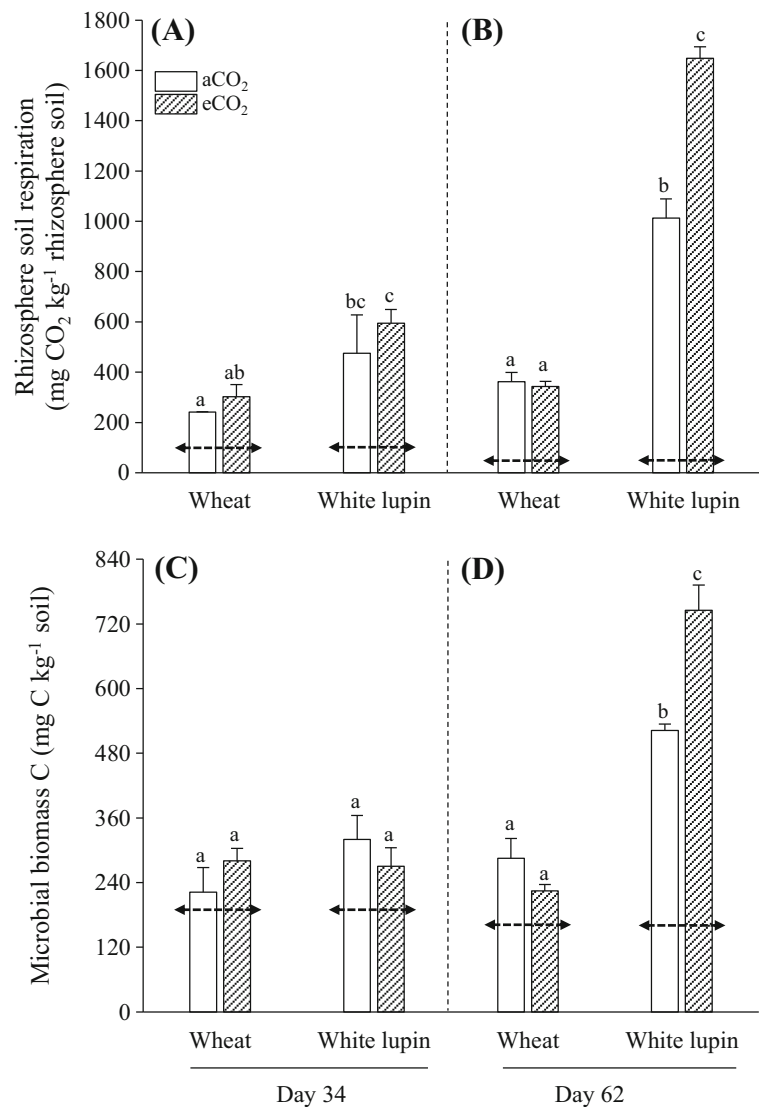 Rhizosphere soil respiration
(mg CO₂ kg⁻¹ rhizosphere soil)
1800
1600
1400
1200
1000
800
600
400
200
0
(A)
(B)
aCO₂
eCO₂
a
ab
bc
c
a
a
b
c
Wheat
White lupin
Wheat
White lupin
Microbial biomass C (mg C kg⁻¹ soil)
840
720
600
480
360
240
120
0
(C)
(D)
a
a
a
a
a
a
b
c
Wheat
White lupin
Wheat
White lupin
Day 34
Day 62